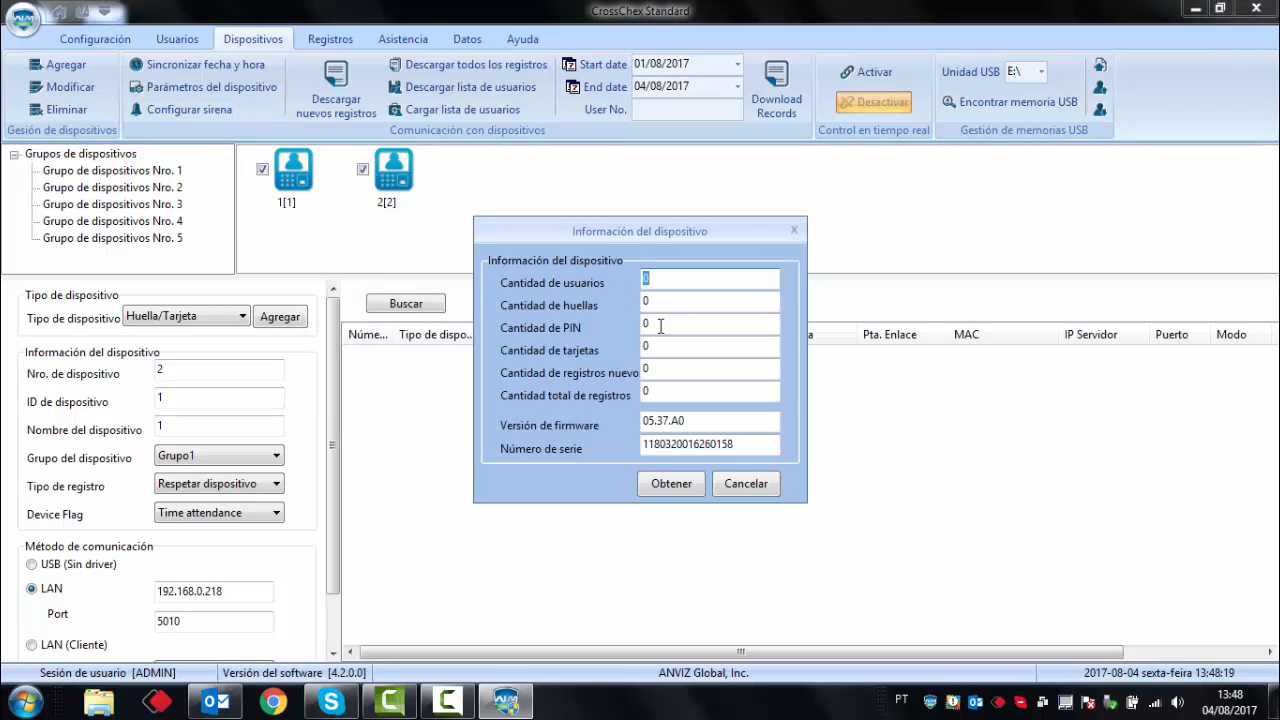 CrossChex Standard
Configuración Usuarios Dispositivos Registros Asistencia Datos Ayuda
Agregar
Modificar
Eliminar
Gesión de dispositivos
Sincronizar fecha y hora
Parámetros del dispositivo
Configurar sirena
Descargar nuevos registros
Descargar todos los registros
Descargar lista de usuarios
Cargar lista de usuarios
Comunicación con dispositivos
Start date 01/08/2017
End date 04/08/2017
User No.
Download Records
Activar
Desactivar
Control en tiempo real
Unidad USB E:\
Encontrar memoria USB
Gestión de memorias USB
Grupos de dispositivos
Grupo de dispositivos Nro. 1
Grupo de dispositivos Nro. 2
Grupo de dispositivos Nro. 3
Grupo de dispositivos Nro. 4
Grupo de dispositivos Nro. 5
1[1] 2[2]
Tipo de dispositivo
Tipo de dispositivo Huella/Tarjeta Agregar
Información del dispositivo
Nro. de dispositivo 2
ID de dispositivo 1
Nombre del dispositivo 1
Grupo del dispositivo Grupo1
Tipo de registro Respetar dispositivo
Device Flag Time attendance
Método de comunicación
USB (Sin driver)
LAN 192.168.0.218
Port 5010
LAN (Cliente)
Buscar
Núme... Tipo de dispo... a Pta. Enlace MAC IP Servidor Puerto Modo
Información del dispositivo x
Información del dispositivo
Cantidad de usuarios 0
Cantidad de huellas 0
Cantidad de PIN 0
Cantidad de tarjetas 0
Cantidad de registros nuevo 0
Cantidad total de registros 0
Versión de firmware 05.37.A0
Número de serie 1180320016260158
Obtener Cancelar
Sesión de usuario [ADMIN] Versión del software [4.2.0.0] ANVIZ Global, Inc. 2017-08-04 sexta-feira 13:48:19
PT 13:48
04/08/2017